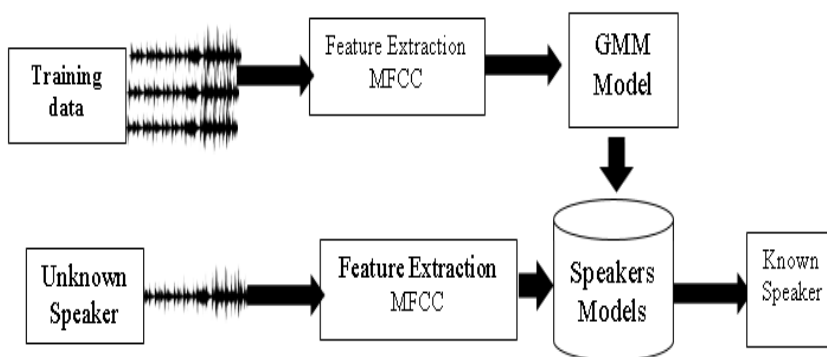 Training
data
Feature Extraction
MFCC
GMM
Model
Unknown
Speaker
Feature Extraction
MFCC
Speakers
Models
Known
Speaker